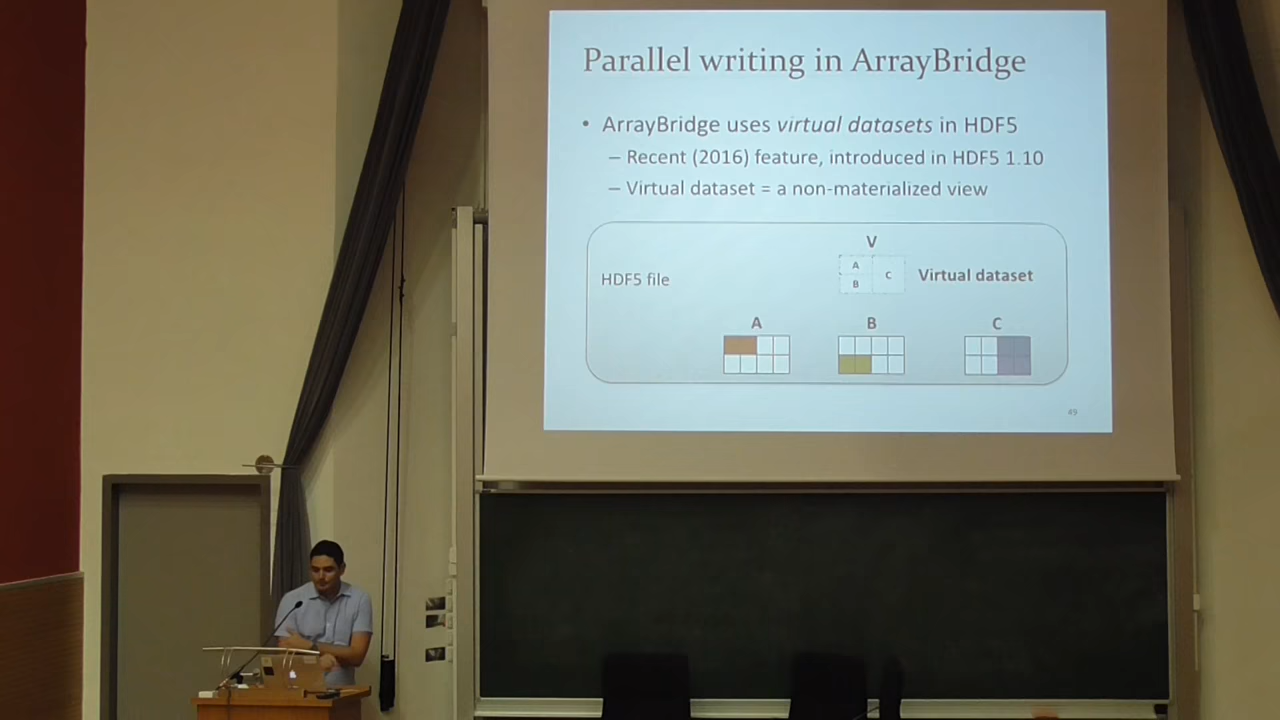 Parallel writing in ArrayBridge
• ArrayBridge uses virtual datasets in HDF5
– Recent (2016) feature, introduced in HDF5 1.10
– Virtual dataset = a non-materialized view
V
A
B
C
HDF5 file
Virtual dataset
A
B
C
49